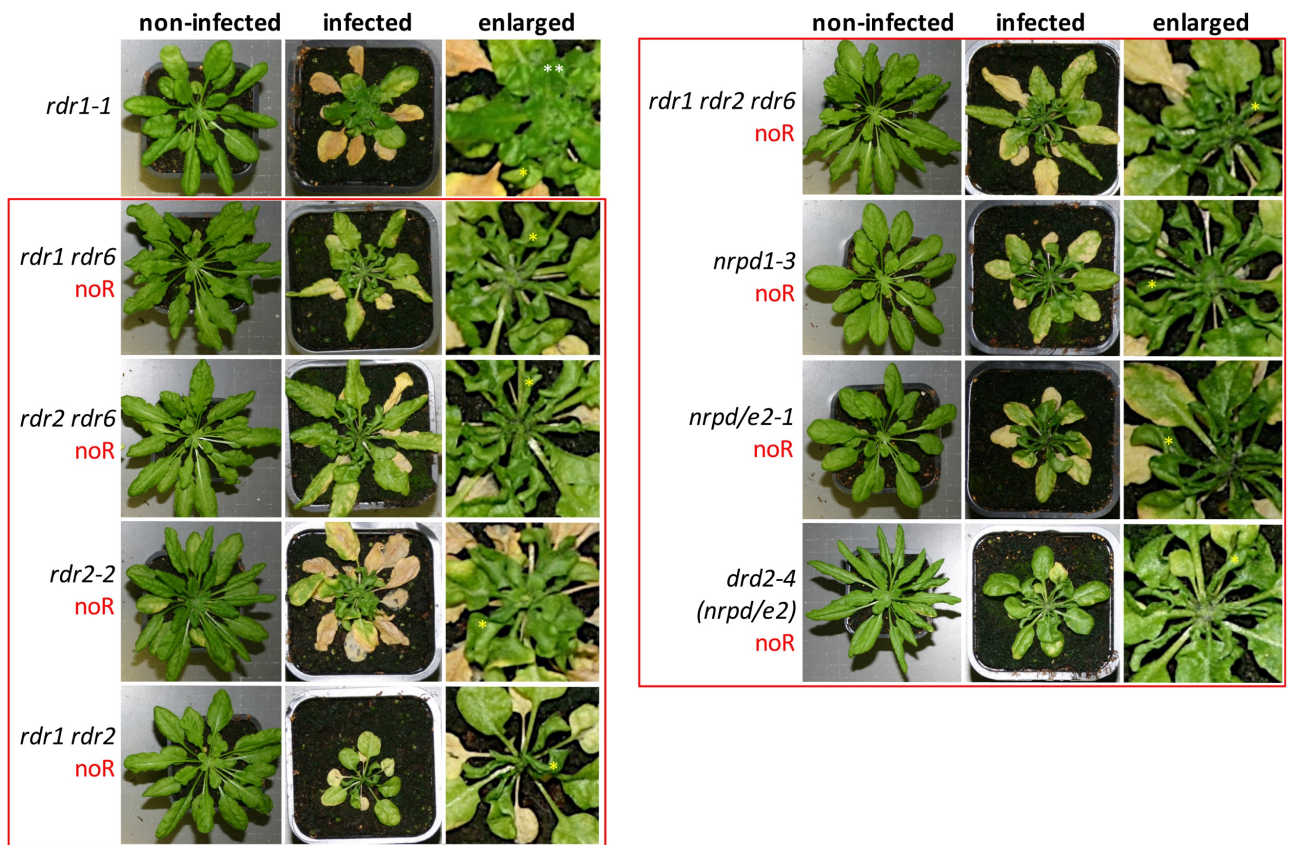 non-infected infected enlarged
rdr1-1
**
*
rdr1 rdr6
noR
*
rdr2 rdr6
noR
*
rdr2-2
noR
*
rdr1 rdr2
noR
*
non-infected infected enlarged
rdr1 rdr2 rdr6
noR
*
nrpd1-3
noR
*
nrpd/e2-1
noR
*
drd2-4
(nrpd/e2)
noR
*